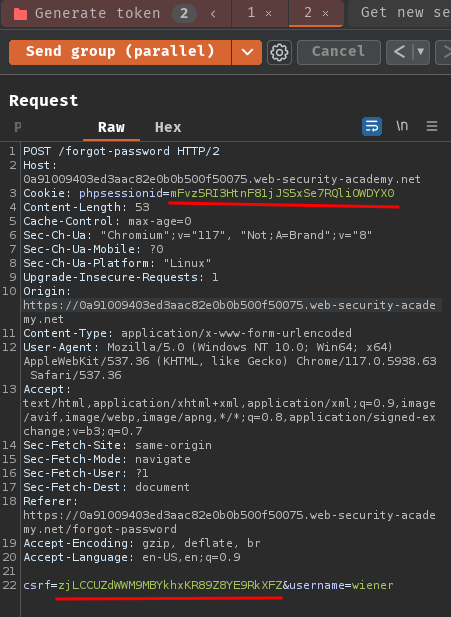 Generate token 2 < 1 × 2 × Get new se
Send group (parallel) Cancel < >
Request
P Raw Hex \n
1 POST /forgot-password HTTP/2
2 Host:
0a91009403ed3aac82e0b0b500f50075.web-security-academy.net
3 Cookie: phpsessionid=mFvz5RI3HtnF81jJS5xSe7RQliOWDYXO
4 Content-Length: 53
5 Cache-Control: max-age=0
6 Sec-Ch-Ua: "Chromium";v="117", "Not;A=Brand";v="8"
7 Sec-Ch-Ua-Mobile: ?0
8 Sec-Ch-Ua-Platform: "Linux"
9 Upgrade-Insecure-Requests: 1
10 Origin:
https://0a91009403ed3aac82e0b0b500f50075.web-security-acade
my.net
11 Content-Type: application/x-www-form-urlencoded
12 User-Agent: Mozilla/5.0 (Windows NT 10.0; Win64; x64)
AppleWebKit/537.36 (KHTML, like Gecko) Chrome/117.0.5938.63
Safari/537.36
13 Accept:
text/html,application/xhtml+xml,application/xml;q=0.9,image
/avif,image/webp,image/apng,*/*;q=0.8,application/signed-ex
change;v=b3;q=0.7
14 Sec-Fetch-Site: same-origin
15 Sec-Fetch-Mode: navigate
16 Sec-Fetch-User: ?1
17 Sec-Fetch-Dest: document
18 Referer:
https://0a91009403ed3aac82e0b0b500f50075.web-security-acade
my.net/forgot-password
19 Accept-Encoding: gzip, deflate, br
20 Accept-Language: en-US,en;q=0.9
21
22 csrf=zjLCCUZdWWM9MBYkhxKR89Z8YE9RkXFZ&username=wiener